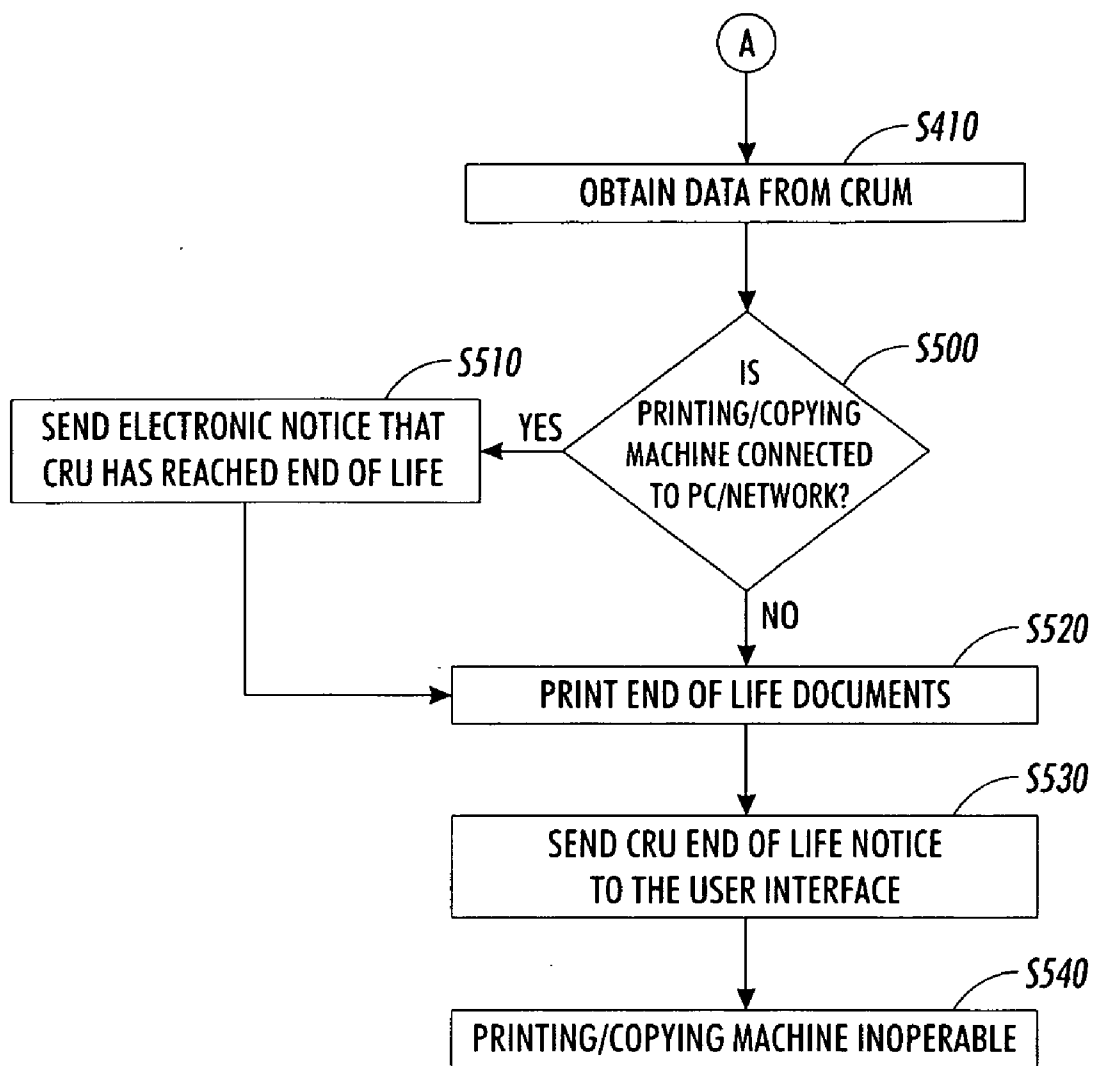 A
S410
OBTAIN DATA FROM CRUM
S500
IS
PRINTING/COPYING
MACHINE CONNECTED
TO PC/NETWORK?
YES
S510
SEND ELECTRONIC NOTICE THAT
CRU HAS REACHED END OF LIFE
NO
S520
PRINT END OF LIFE DOCUMENTS
S530
SEND CRU END OF LIFE NOTICE
TO THE USER INTERFACE
S540
PRINTING/COPYING MACHINE INOPERABLE